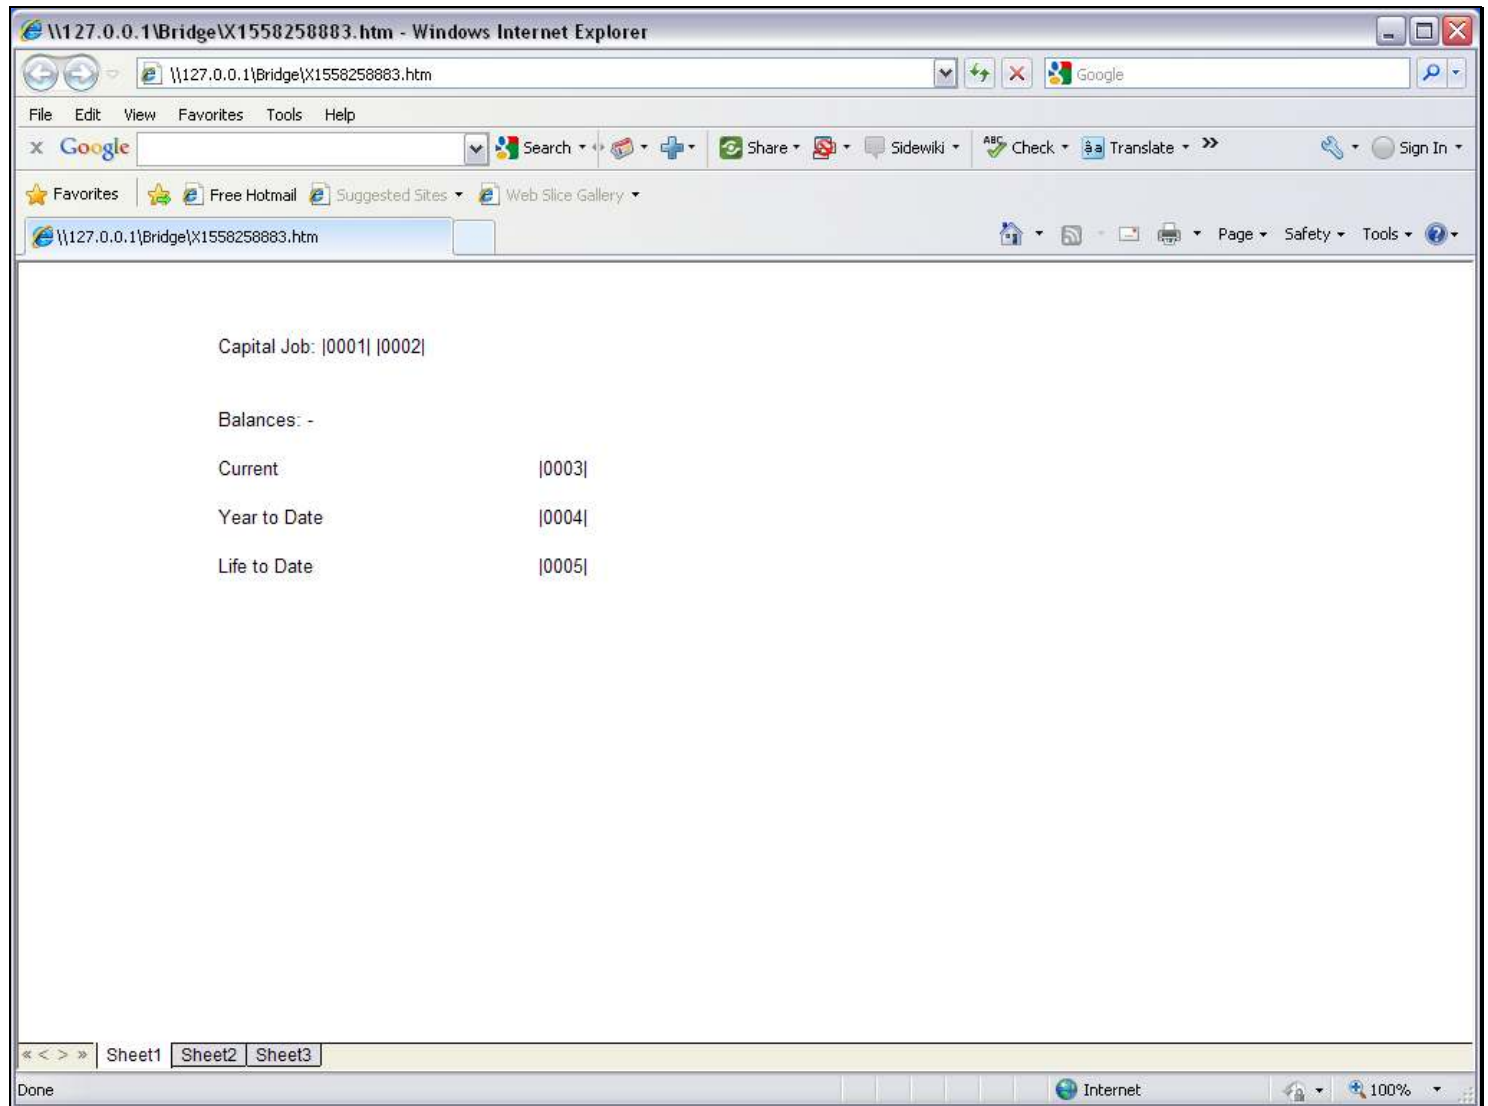 \\127.0.0.1\Bridge\X1558258883.htm - Windows Internet Explorer
\\127.0.0.1\Bridge\X1558258883.htm Google
File Edit View Favorites Tools Help
x Google Search Share Sidewiki ABC Check âa Translate » Sign In
Favorites Free Hotmail Suggested Sites Web Slice Gallery
\\127.0.0.1\Bridge\X1558258883.htm Page Safety Tools
Capital Job: |0001| |0002|
Balances: -
Current |0003|
Year to Date |0004|
Life to Date |0005|
« < > » Sheet1 Sheet2 Sheet3
Done Internet 100%